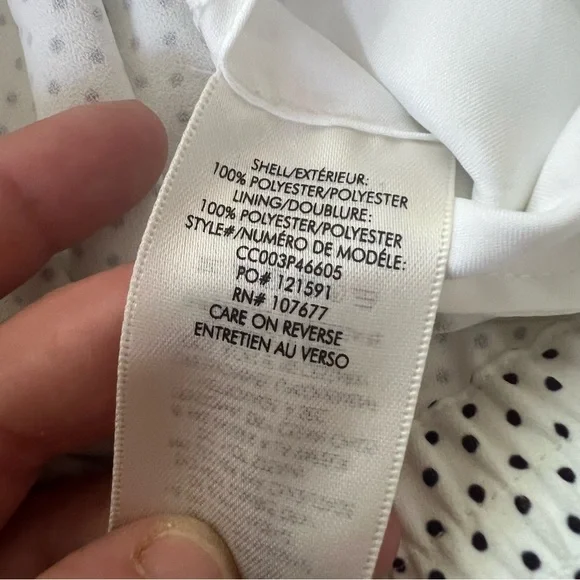 SHELL/EXTÉRIEUR:
100% POLYESTER/POLYESTER
LINING/DOUBLURE:
100% POLYESTER/POLYESTER
STYLE#/NUMÉRO DE MODÈLE:
CC003P46605
PO# 121591
RN# 107677
CARE ON REVERSE
ENTRETIEN AU VERSO